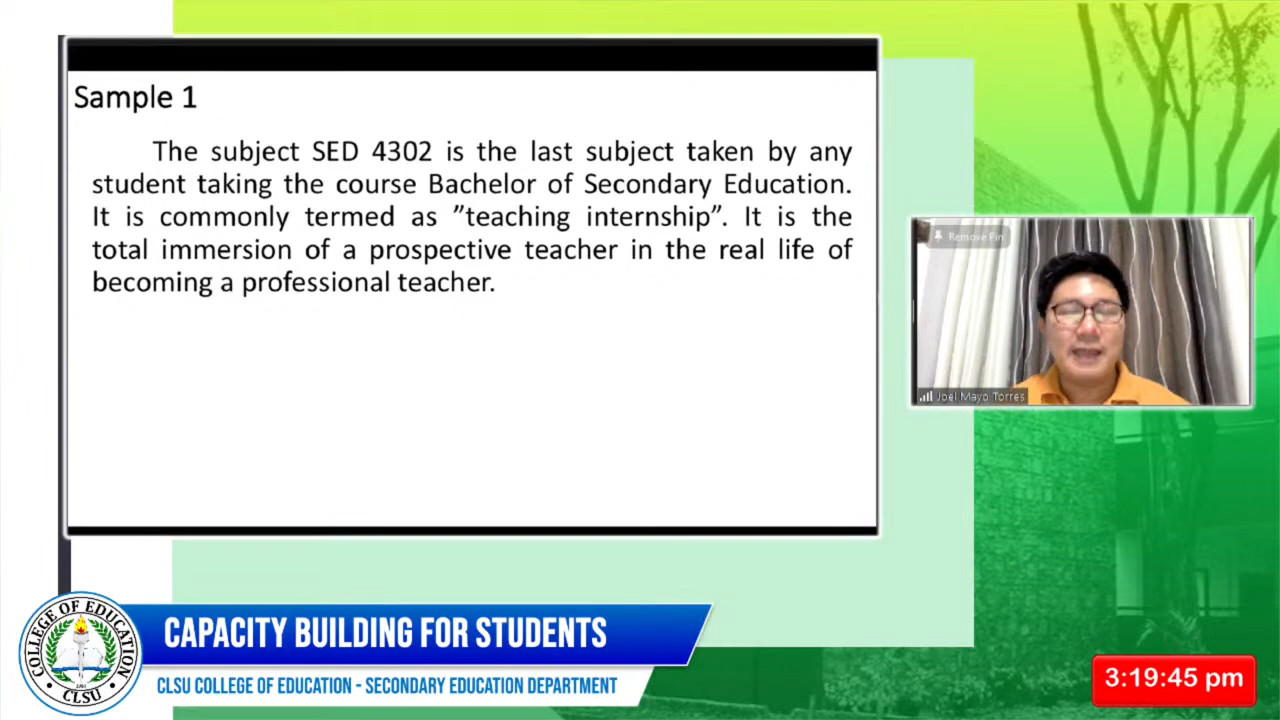 Sample 1
The subject SED 4302 is the last subject taken by any
student taking the course Bachelor of Secondary Education.
It is commonly termed as ”teaching internship”. It is the
total immersion of a prospective teacher in the real life of
becoming a professional teacher.
Remove Pin
Joel Mayo Torres
COLLEGE OF EDUCATION
CLSU
CAPACITY BUILDING FOR STUDENTS
CLSU COLLEGE OF EDUCATION - SECONDARY EDUCATION DEPARTMENT
3:19:45 pm